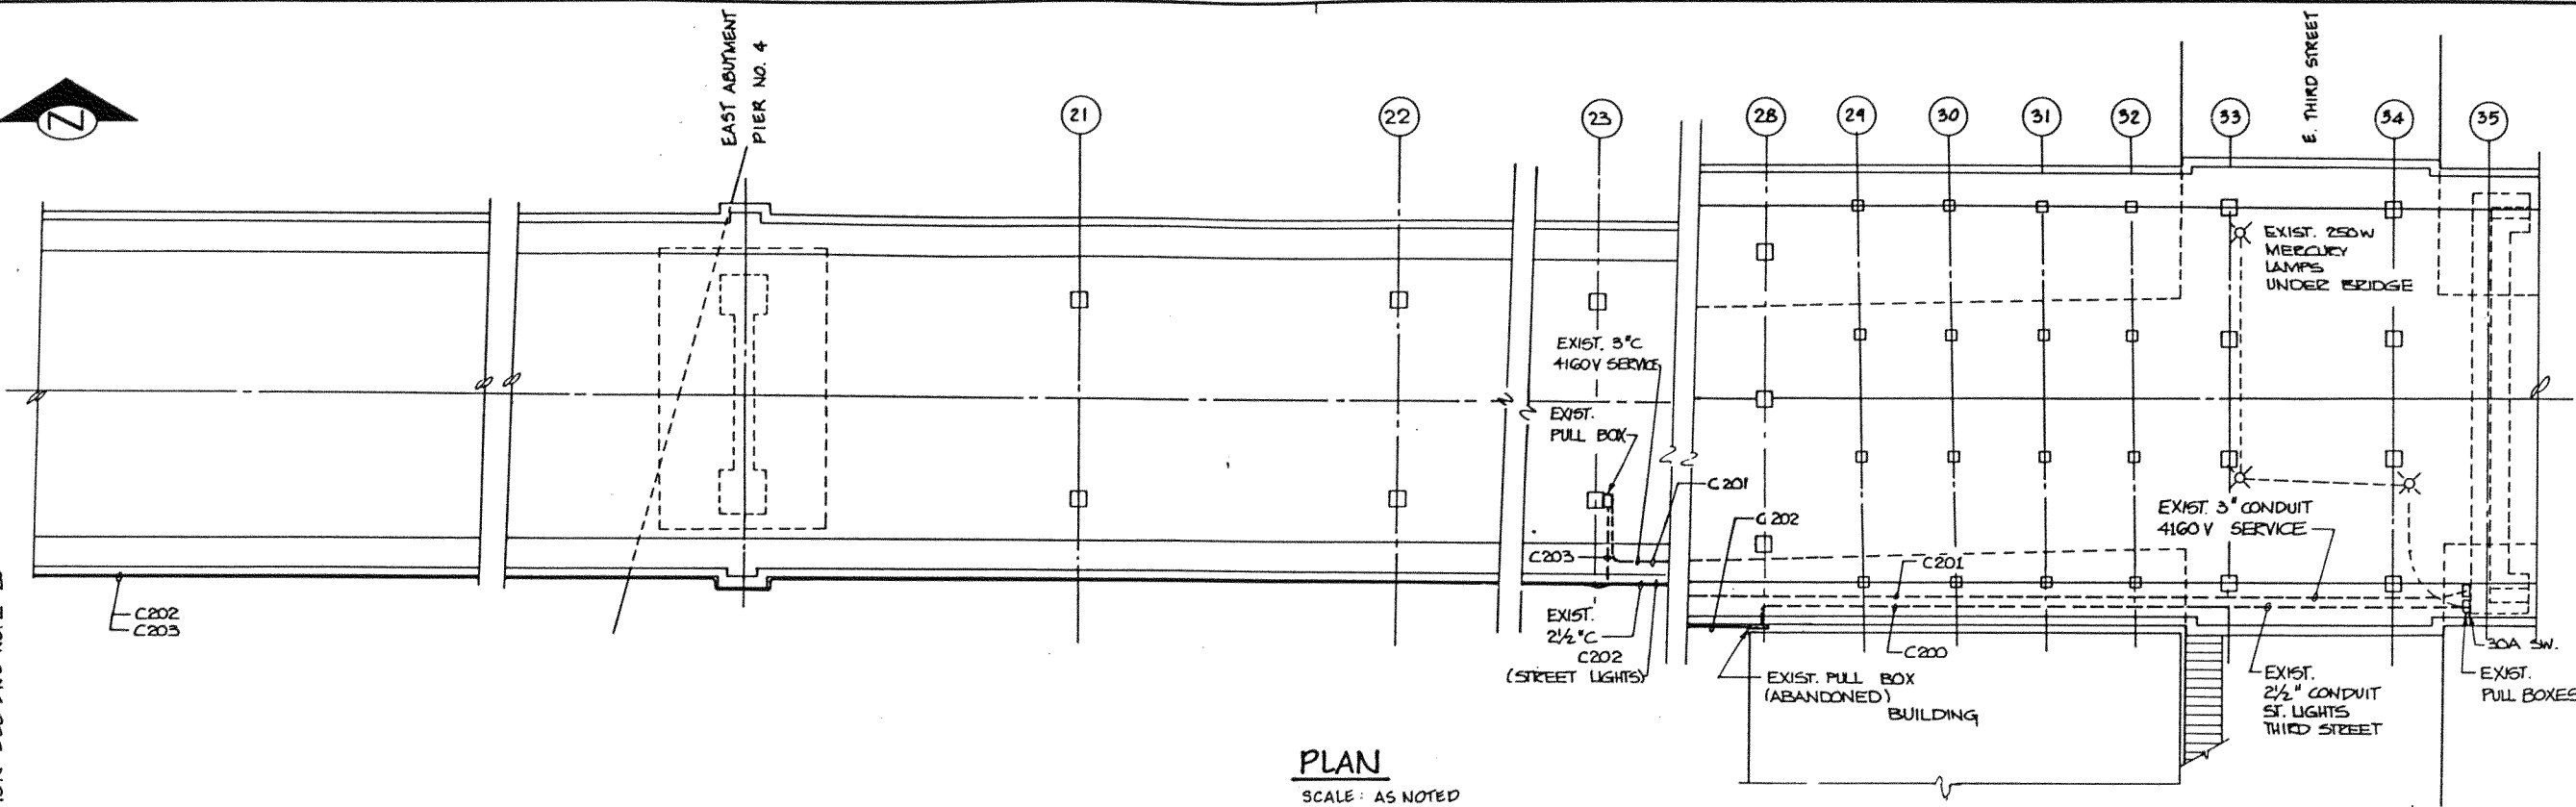 EAST ABUTMENT
PIER NO. 4
E. THIRD STREET
N
21
22
23
28
29
30
31
32
33
34
35
EXIST. 250W
MERCURY
LAMPS
UNDER BRIDGE
EXIST. 3"C
4160V SERVICE
EXIST.
PULL BOX
C201
C202
C203
EXIST. 3" CONDUIT
4160V SERVICE
C201
C202
C203
EXIST.
2½"C
C202
(STREET LIGHTS)
C200
EXIST. PULL BOX
(ABANDONED)
BUILDING
EXIST.
2½" CONDUIT
ST. LIGHTS
THIRD STREET
30A SW.
EXIST.
PULL BOXES
PLAN
SCALE: AS NOTED